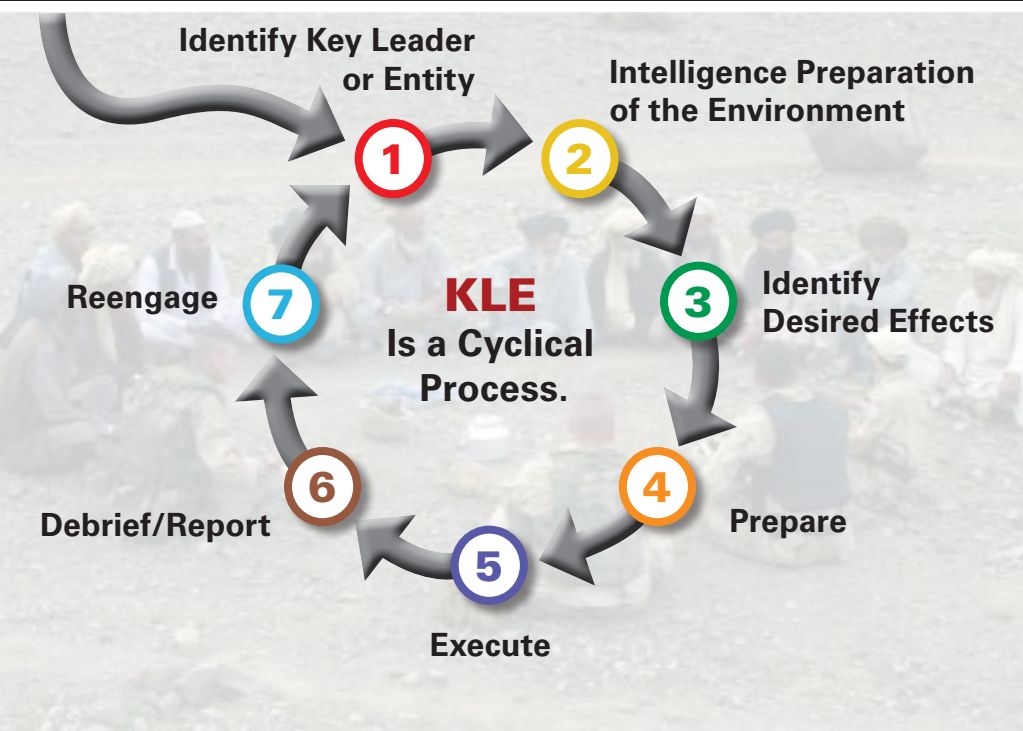 Identify Key Leader
or Entity
Intelligence Preparation
of the Environment
1
2
Identify
Desired Effects
3
Reengage
7
KLE
Is a Cyclical
Process.
4
Prepare
6
Debrief/Report
5
Execute